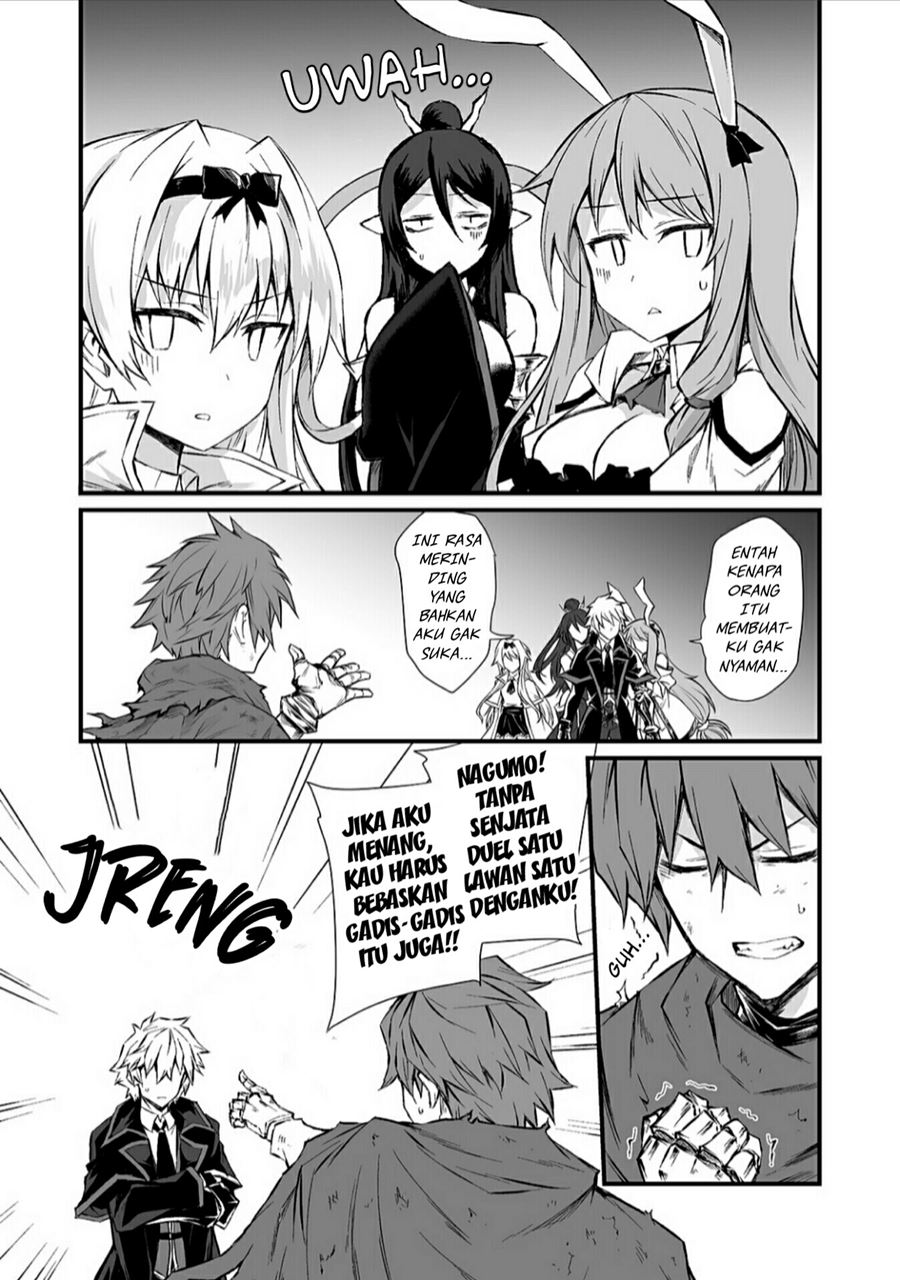 UWAH...
ENTAH
KENAPA
ORANG
ITU
MEMBUAT-
KU GAK
NYAMAN...
INI RASA
MERIN-
DING
YANG
BAHKAN
AKU GAK
SUKA...
GUH...
NAGUMO!
TANPA
SENJATA
DUEL SATU
LAWAN SATU
DENGANKU!
JIKA AKU
MENANG,
KAU HARUS
BEBASKAN
GADIS-GADIS
ITU JUGA!!
JRENG